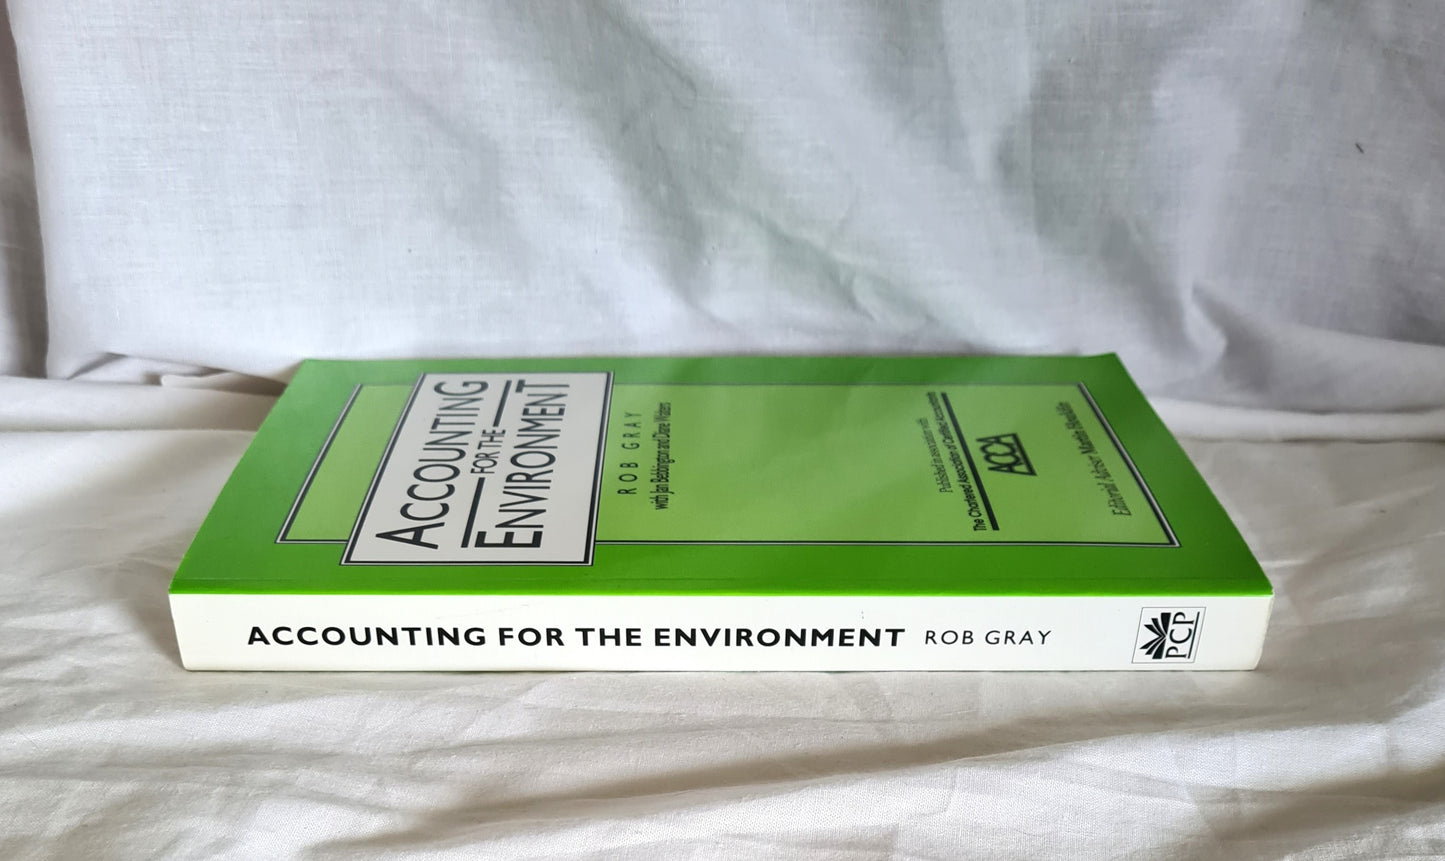 ACCOUNTING
FOR THE
ENVIRONMENT
ROB GRAY
with Jan Bebbington and Diane Walters
Published in association with
The Chartered Association of Certified Accountants
ACCA
Editorial Adviser Martin Houldin
ACCOUNTING FOR THE ENVIRONMENT ROB GRAY
PCP